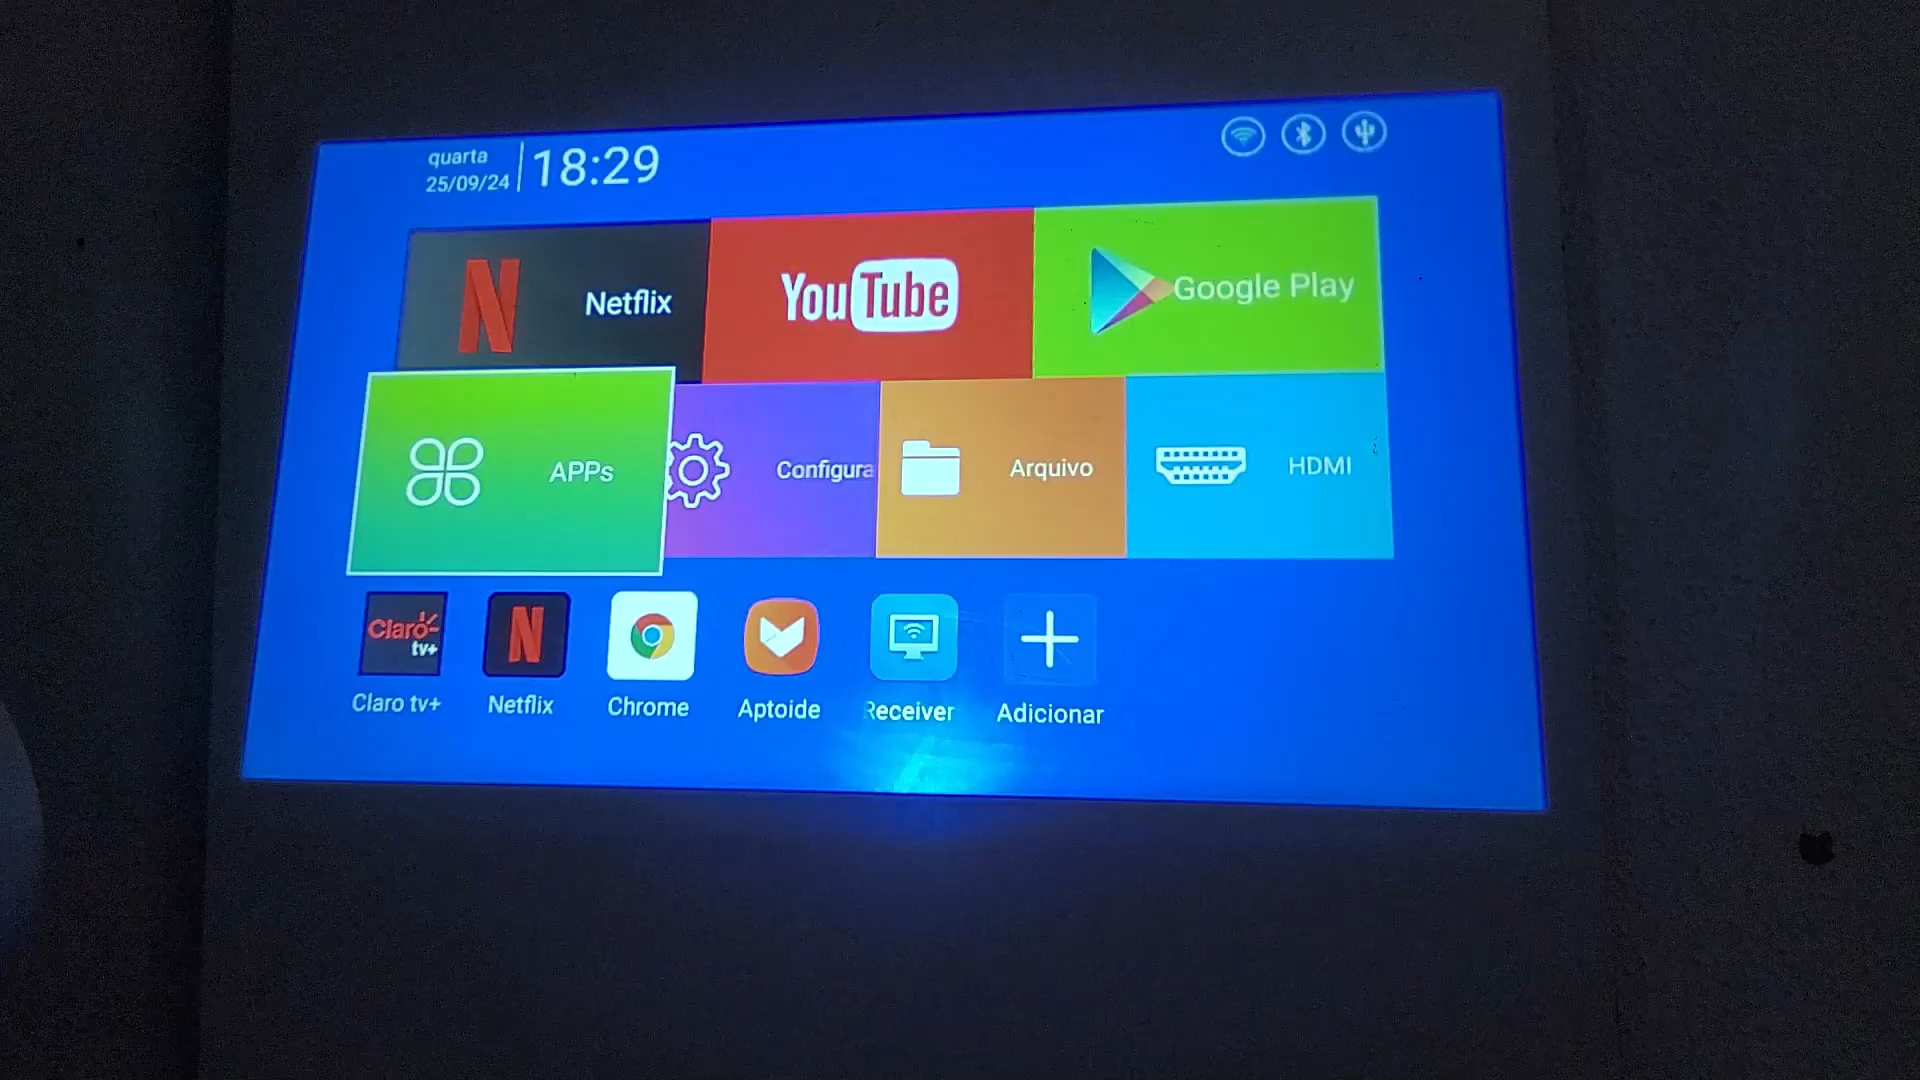 quarta
25/09/24
18:29
Netflix
YouTube
Google Play
APPs
Configura
Arquivo
HDMI
Claro tv+
Claro tv+
Netflix
Chrome
Aptoide
Receiver
Adicionar